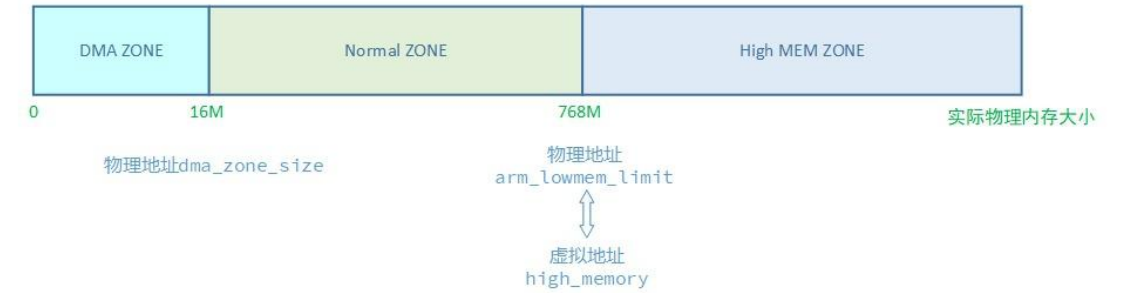 DMA ZONE
Normal ZONE
High MEM ZONE
0
16M
768M
实际物理内存大小
物理地址dma_zone_size
物理地址
arm_lowmem_limit
虚拟地址
high_memory